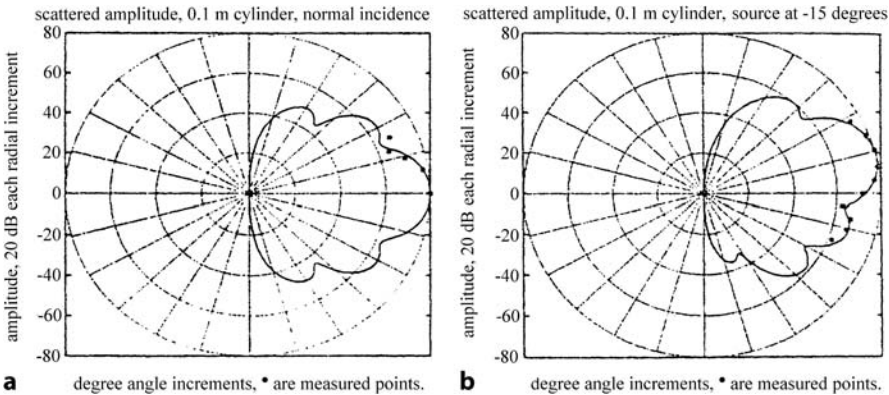 scattered amplitude, 0.1 m cylinder, normal incidence
amplitude, 20 dB each radial increment
80
60
40
20
0
-20
-40
-60
-80
a
degree angle increments, • are measured points.
scattered amplitude, 0.1 m cylinder, source at -15 degrees
amplitude, 20 dB each radial increment
80
60
40
20
0
-20
-40
-60
-80
b
degree angle increments, • are measured points.